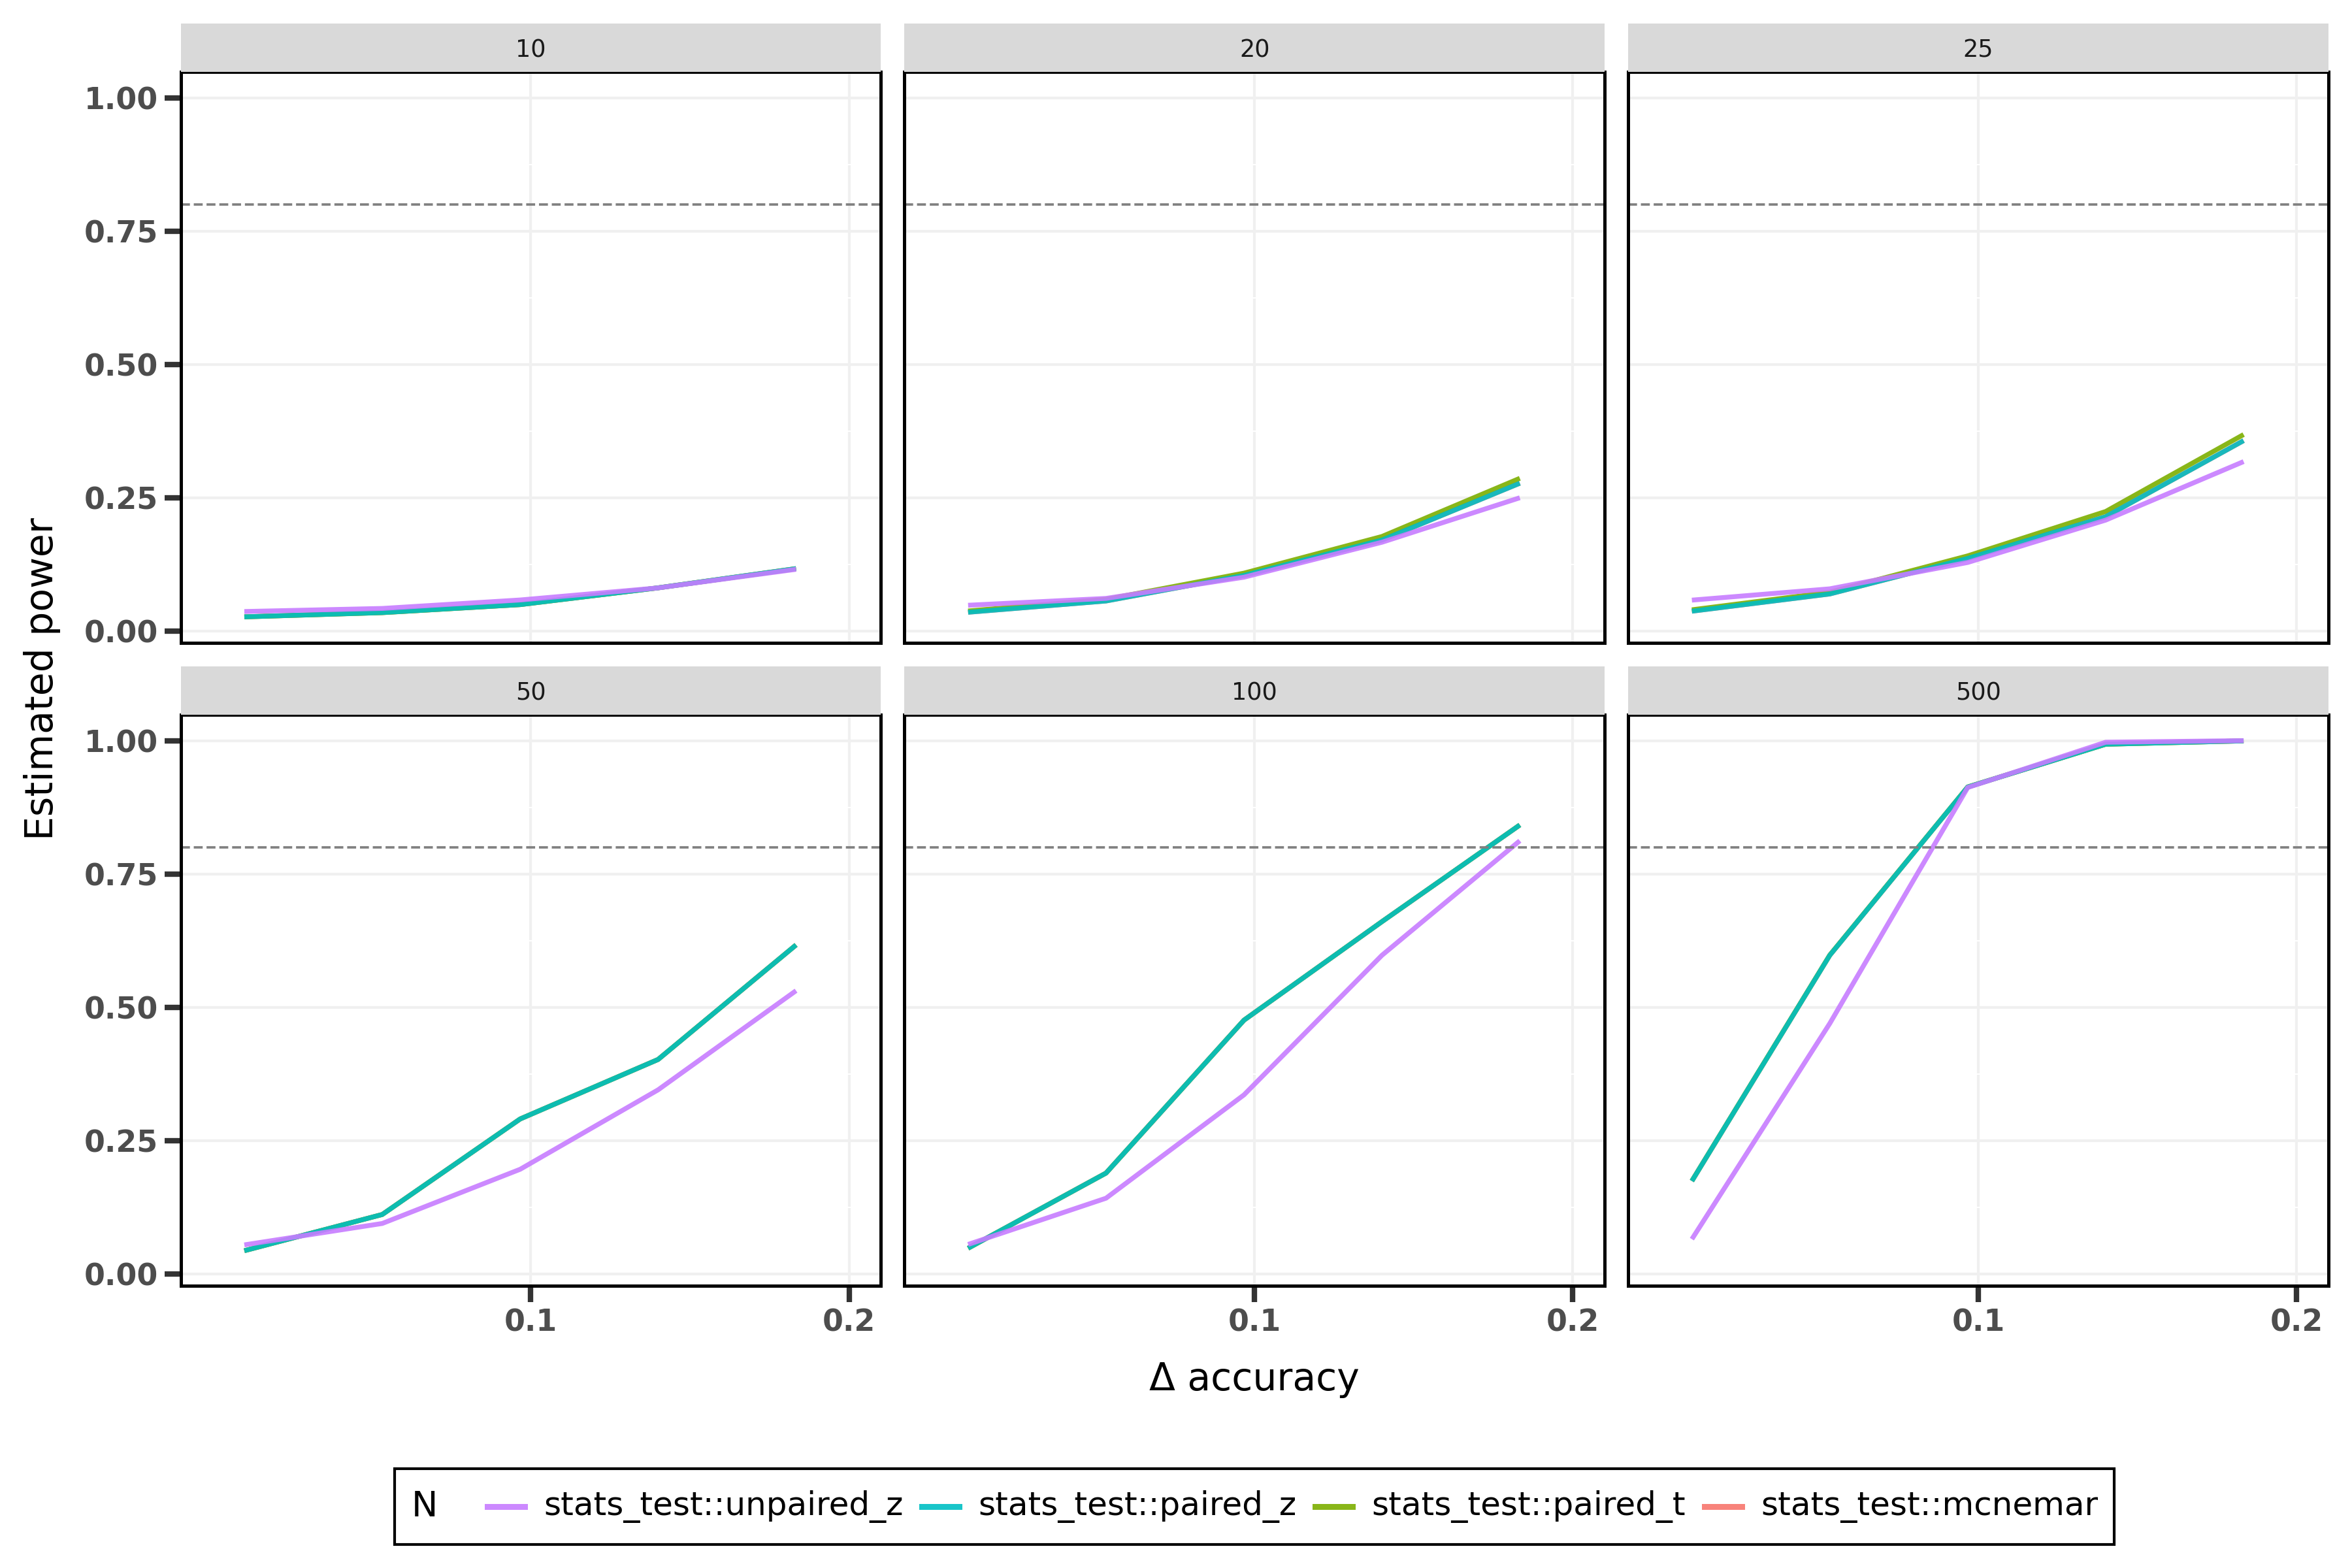 10 20 25
1.00
0.75
0.50
0.25
0.00
50 100 500
1.00
0.75
0.50
0.25
0.00
Estimated power
0.1 0.2 0.1 0.2 0.1 0.2
Δ accuracy
N stats_test::unpaired_z stats_test::paired_z stats_test::paired_t stats_test::mcnemar